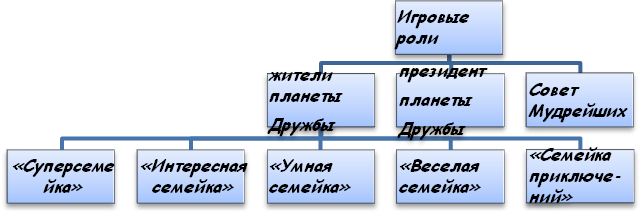 Игровые
роли
жители
планеты
Дружбы
президент
планеты
Дружбы
Совет
Мудрейших
«Суперсеме
йка»
«Интересная
семейка»
«Умная
семейка»
«Веселая
семейка»
«Семейка
приключе-
ний»